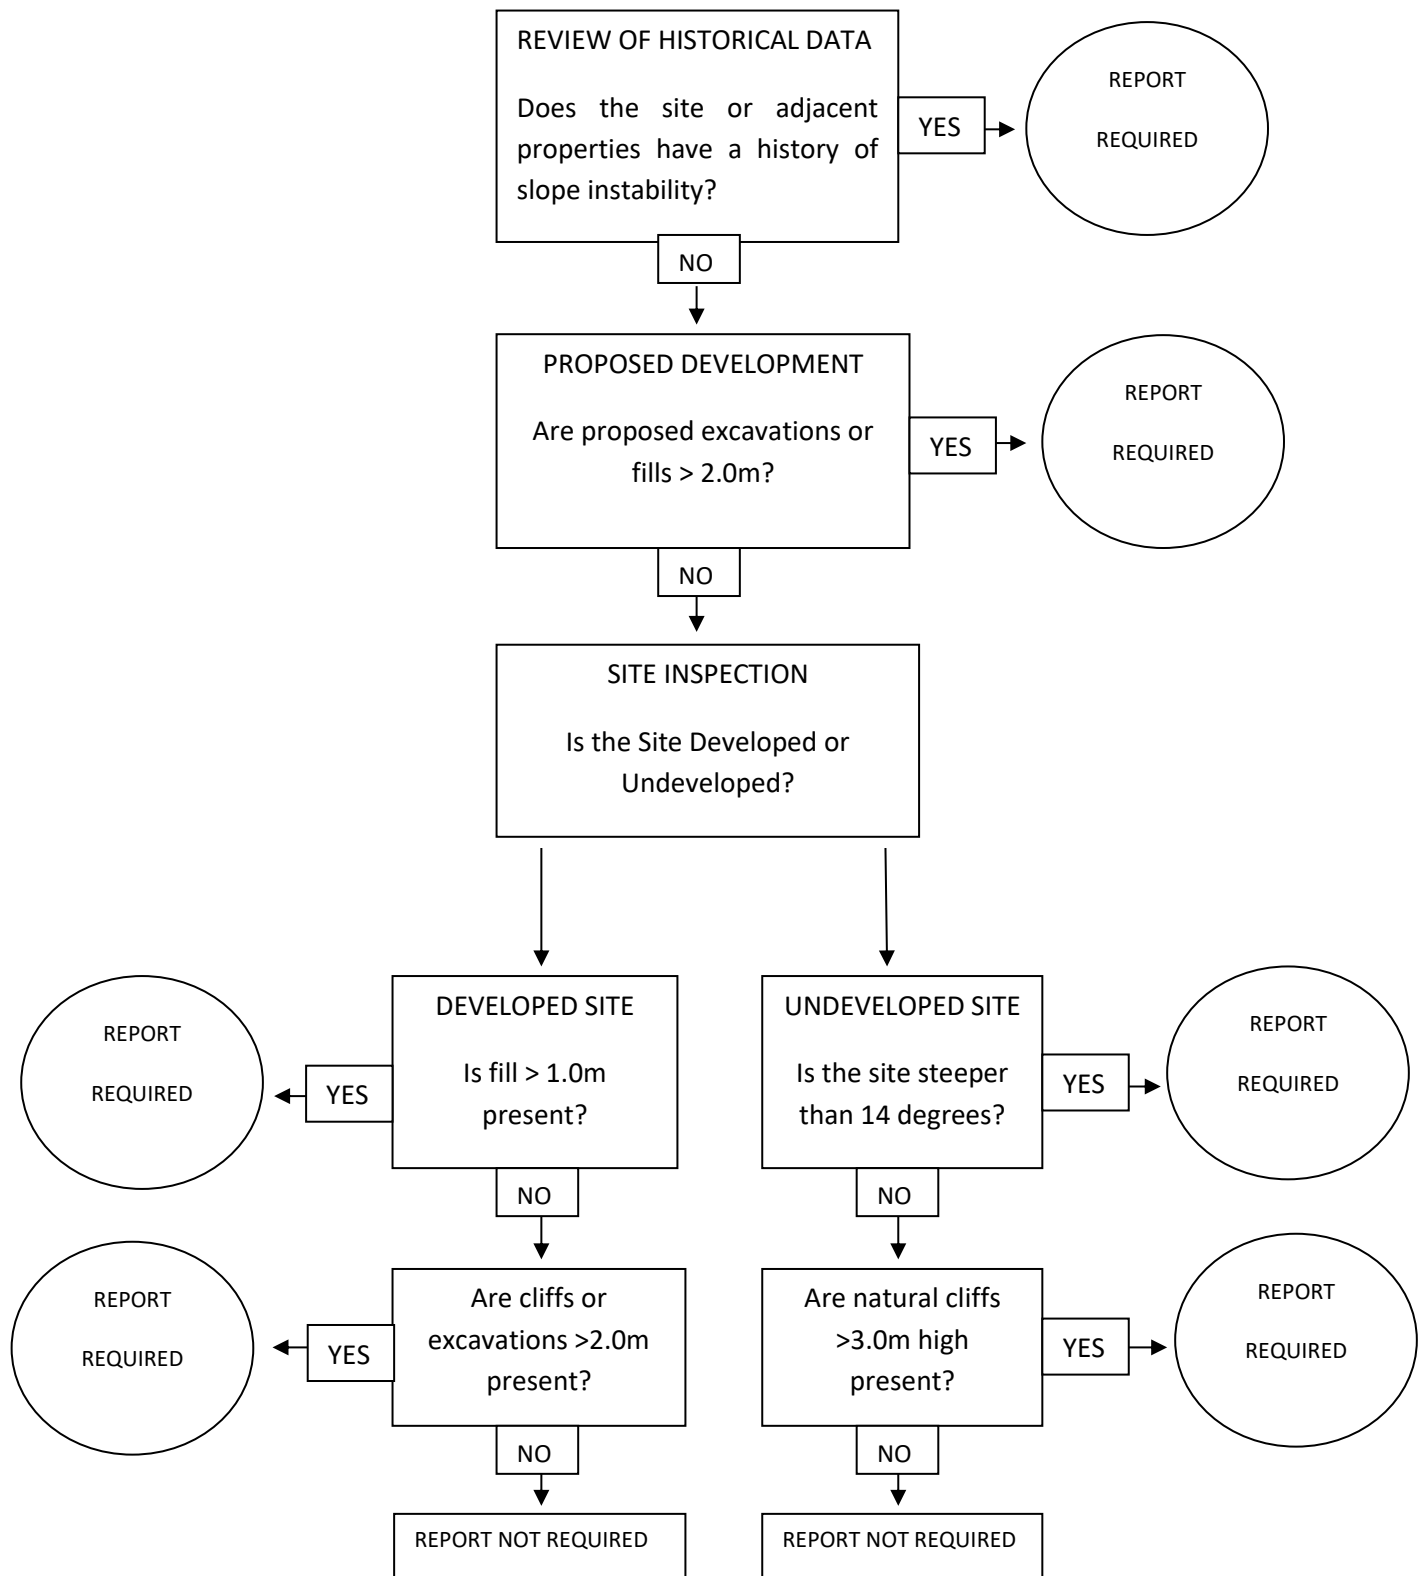 REVIEW OF HISTORICAL DATA
Does the site or adjacent
properties have a history of
slope instability?
YES
REPORT
REQUIRED
NO
PROPOSED DEVELOPMENT
Are proposed excavations or
fills > 2.0m?
YES
REPORT
REQUIRED
NO
SITE INSPECTION
Is the Site Developed or
Undeveloped?
DEVELOPED SITE
Is fill > 1.0m
present?
YES
REPORT
REQUIRED
NO
Are cliffs or
excavations >2.0m
present?
YES
REPORT
REQUIRED
NO
REPORT NOT REQUIRED
UNDEVELOPED SITE
Is the site steeper
than 14 degrees?
YES
REPORT
REQUIRED
NO
Are natural cliffs
>3.0m high
present?
YES
REPORT
REQUIRED
NO
REPORT NOT REQUIRED